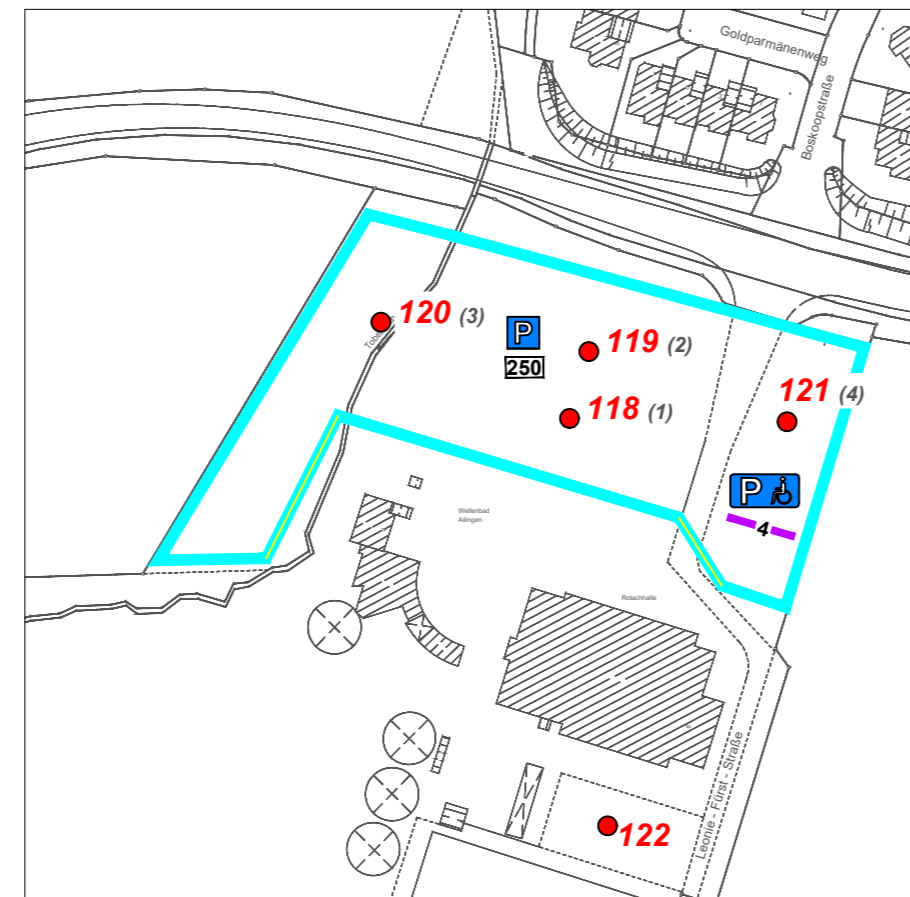 Goldparmänenweg
Boskoopstraße
120 (3)
P
250
119 (2)
118 (1)
121 (4)
P
4
Wellenbad
Ailingen
Rotachhalle
Leonie - Fürst - Straße
122